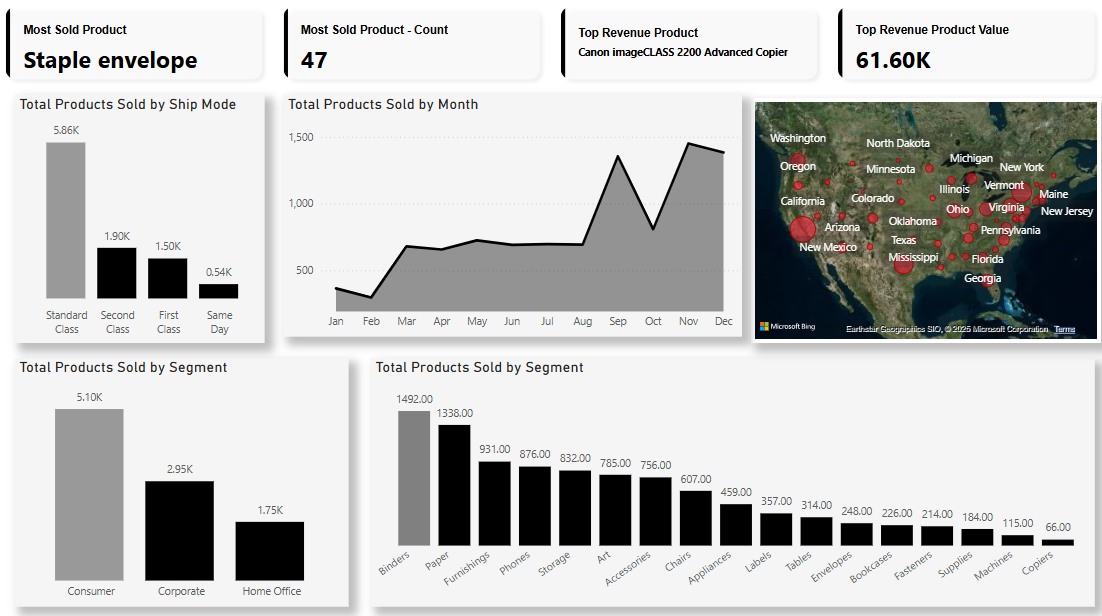 Most Sold Product
Staple envelope
Most Sold Product - Count
47
Top Revenue Product
Canon imageCLASS 2200 Advanced Copier
Top Revenue Product Value
61.60K
Total Products Sold by Ship Mode
5.86K
1.90K
1.50K
0.54K
Standard Class
Second Class
First Class
Same Day
Total Products Sold by Month
1,500
1,000
500
Jan Feb Mar Apr May Jun Jul Aug Sep Oct Nov Dec
Washington
North Dakota
Oregon
Minnesota
Michigan
New York
California
Colorado
Illinois
Vermont
Maine
Ohio
Virginia
New Jersey
Arizona
Oklahoma
Pennsylvania
New Mexico
Texas
Mississippi
Florida
Georgia
Microsoft Bing
Earthstar Geographics SIO, © 2025 Microsoft Corporation Terms
Total Products Sold by Segment
5.10K
2.95K
1.75K
Consumer Corporate Home Office
Total Products Sold by Segment
1492.00
1338.00
931.00
876.00
832.00
785.00
756.00
607.00
459.00
357.00
314.00
248.00
226.00
214.00
184.00
115.00
66.00
Binders
Paper
Furnishings
Phones
Storage
Art
Accessories
Chairs
Appliances
Labels
Tables
Envelopes
Bookcases
Fasteners
Supplies
Machines
Copiers